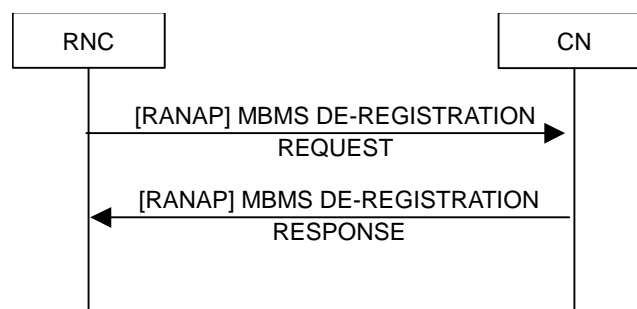 RNC
CN
[RANAP] MBMS DE-REGISTRATION
REQUEST
[RANAP] MBMS DE-REGISTRATION
RESPONSE